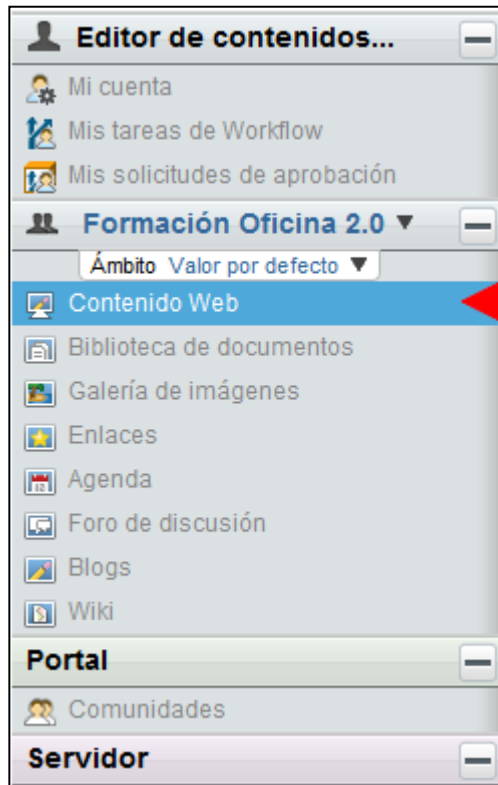 Editor de contenidos...
Mi cuenta
Mis tareas de Workflow
Mis solicitudes de aprobación
Formación Oficina 2.0 ▼
Ámbito Valor por defecto ▼
Contenido Web
Biblioteca de documentos
Galería de imágenes
Enlaces
Agenda
Foro de discusión
Blogs
Wiki
Portal
Comunidades
Servidor